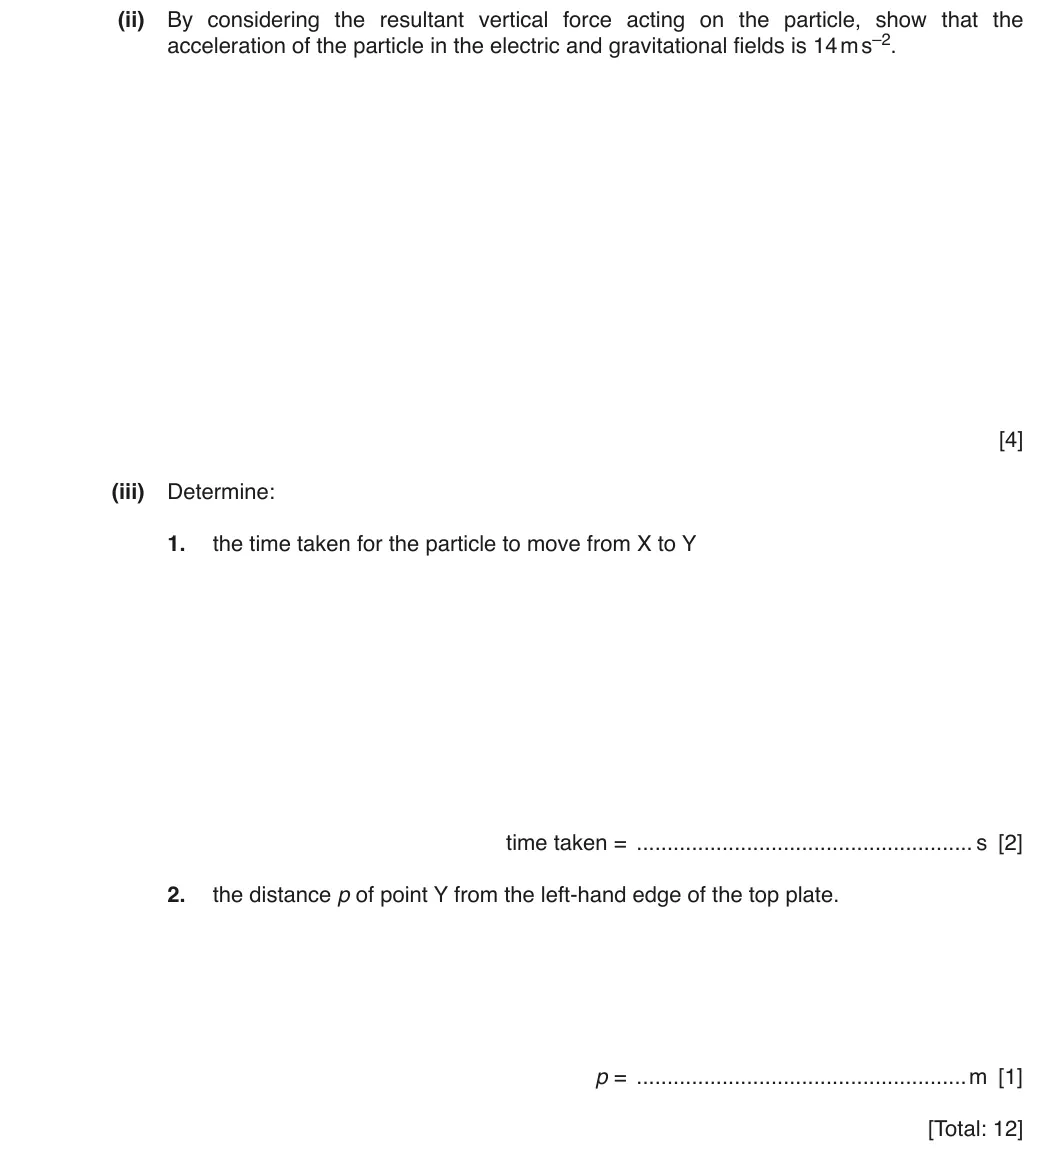 (ii) By considering the resultant vertical force acting on the particle, show that the
acceleration of the particle in the electric and gravitational fields is 14 m s⁻².
[4]
(iii) Determine:
1. the time taken for the particle to move from X to Y
time taken = ....................................................... s [2]
2. the distance p of point Y from the left-hand edge of the top plate.
p = ...................................................... m [1]
[Total: 12]